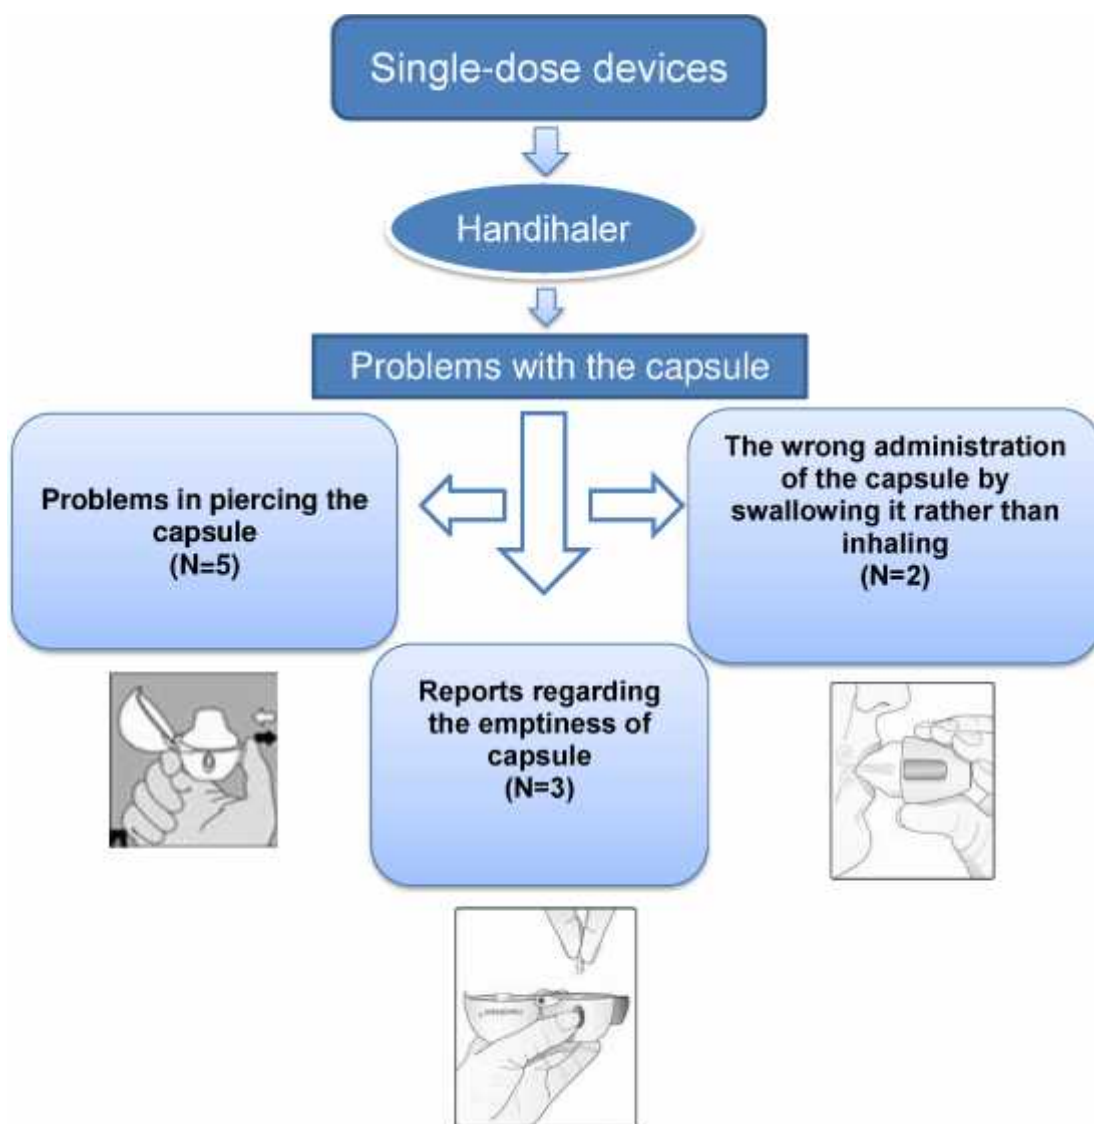 Single-dose devices
Handihaler
Problems with the capsule
Problems in piercing the
capsule
(N=5)
The wrong administration
of the capsule by
swallowing it rather than
inhaling
(N=2)
Reports regarding
the emptiness of
capsule
(N=3)